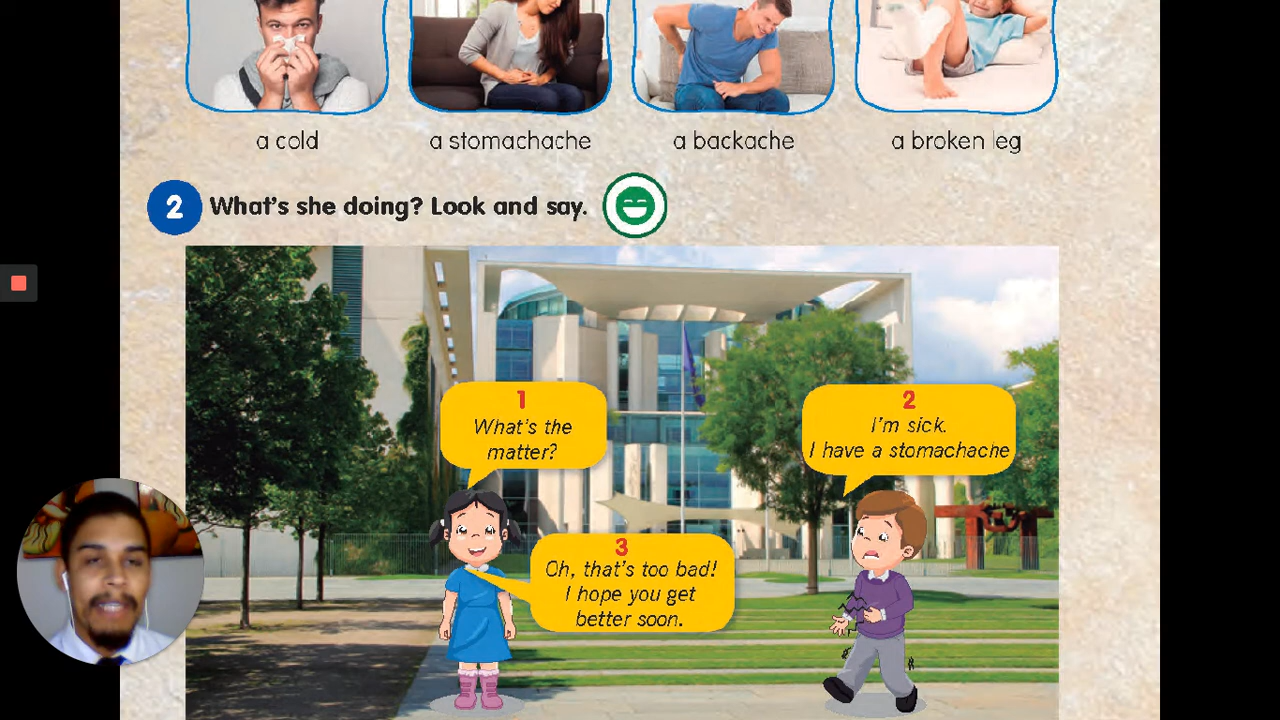 a cold
a stomachache
a backache
a broken leg
2 What's she doing? Look and say.
1
What's the
matter?
2
I'm sick.
I have a stomachache
3
Oh, that's too bad!
I hope you get
better soon.